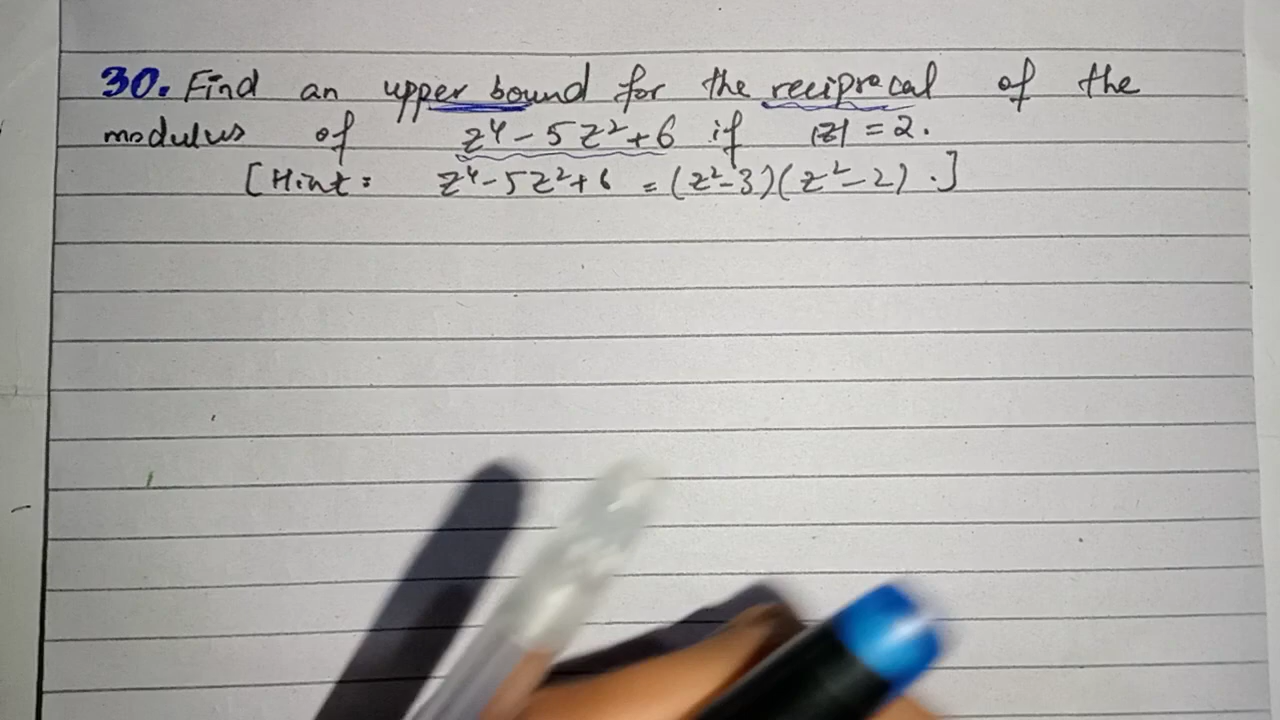 30. Find an upper bound for the reciprocal of the
modulus of z⁴ - 5z² + 6 if |z| = 2.
[Hint: z⁴ - 5z² + 6 = (z² - 3)(z² - 2).]